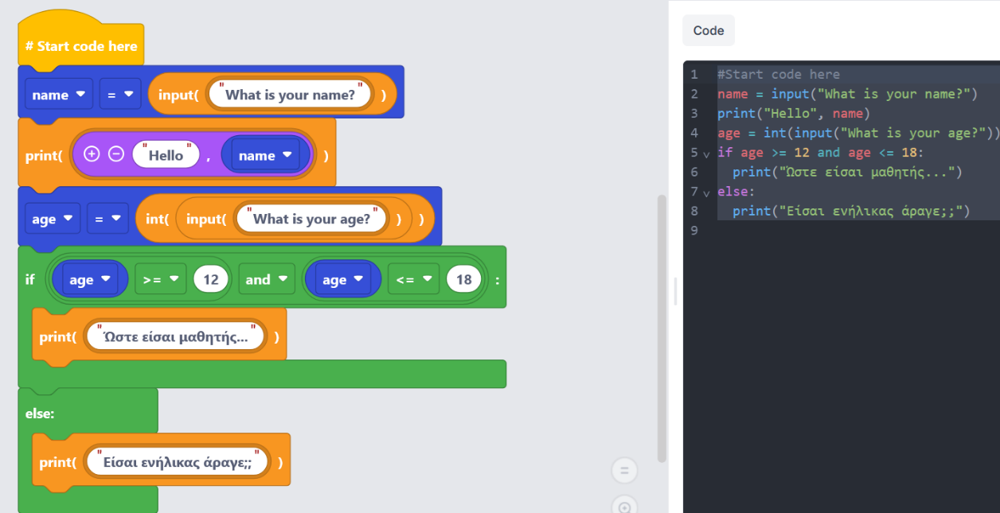 # Start code here
name = input( "What is your name?" )
print( "Hello" , name )
age = int( input( "What is your age?" ) )
if age >= 12 and age <= 18 :
print( "Ώστε είσαι μαθητής..." )
else:
print( "Είσαι ενήλικας άραγε;;" )
Code
1 #Start code here
2 name = input("What is your name?")
3 print("Hello", name)
4 age = int(input("What is your age?"))
5 if age >= 12 and age <= 18:
6 print("Ώστε είσαι μαθητής...")
7 else:
8 print("Είσαι ενήλικας άραγε;;")
9